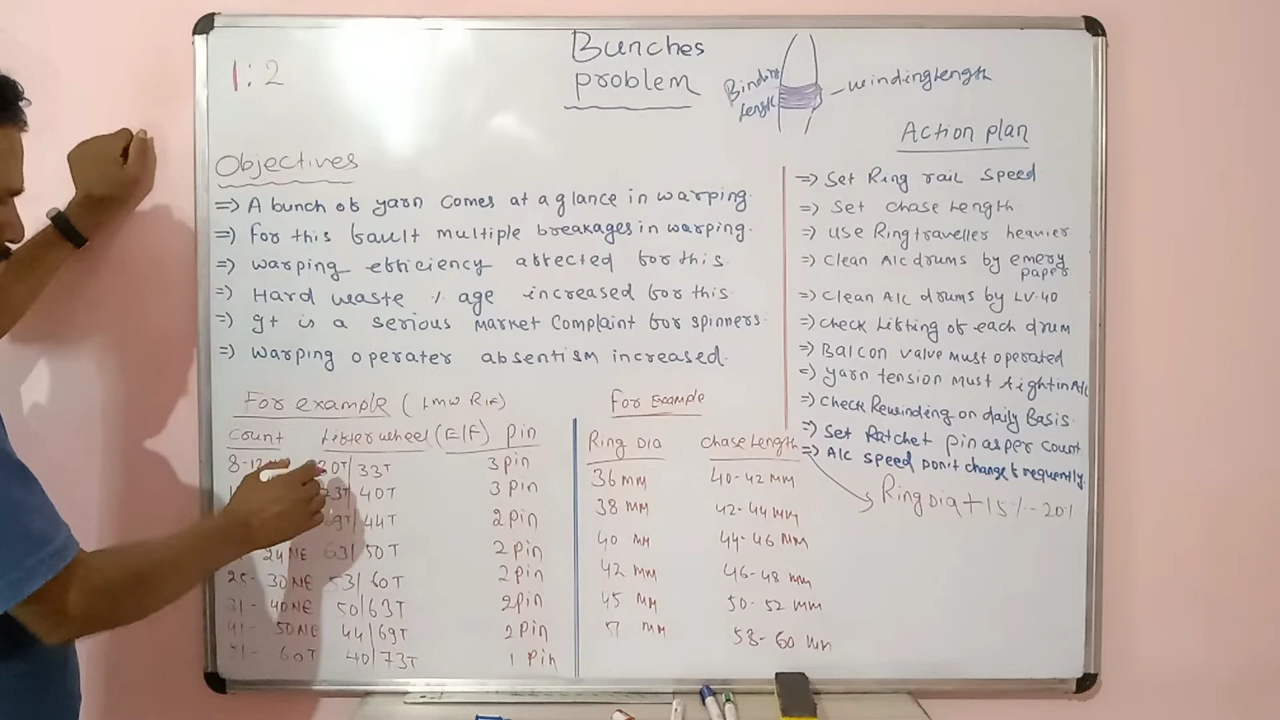 1:2
Bunches
problem
Binding
Length
windingLength
Objectives
=> A bunch of yarn comes at a glance in warping.
=> For this fault multiple breakages in warping.
=> warping efficiency affected for this
=> Hard waste % age increased for this
=> It is a serious Market Complaint for spinners.
=> warping operater absentism increased.
Action plan
=> Set Ring rail speed
=> Set chase Length
=> Use Ring traveller heavier
=> Clean A/c drums by emery
paper
=> Clean A/C drums by LV-40
=> Check Lifting of each drum
=> Balcon valve must operated
=> Yarn tension must tight in A/c
=> Check Rewinding on daily Basis.
=> Set Ratchet pin as per count
=> A/c speed Don't change frequently.
Ring Dia + 15% - 20%
For example (LMW R/F)
Count Lifter wheel (E/F) pin
8-12 30T/33T 3 pin
40T 3 pin
69T/44T 2 pin
24 NE 63/50T 2 pin
25- 30 NE 53/60T 2 pin
31- 40 NE 50/63T 2 pin
41- 50 NE 44/69T 2 pin
60T 40/73T 1 pin
For Example
Ring Dia chase Length
36 mm 40-42 mm
38 mm 42-44 mm
40 mm 44-46 mm
42 mm 46-48 mm
45 mm 50-52 mm
mm 58-60 mm